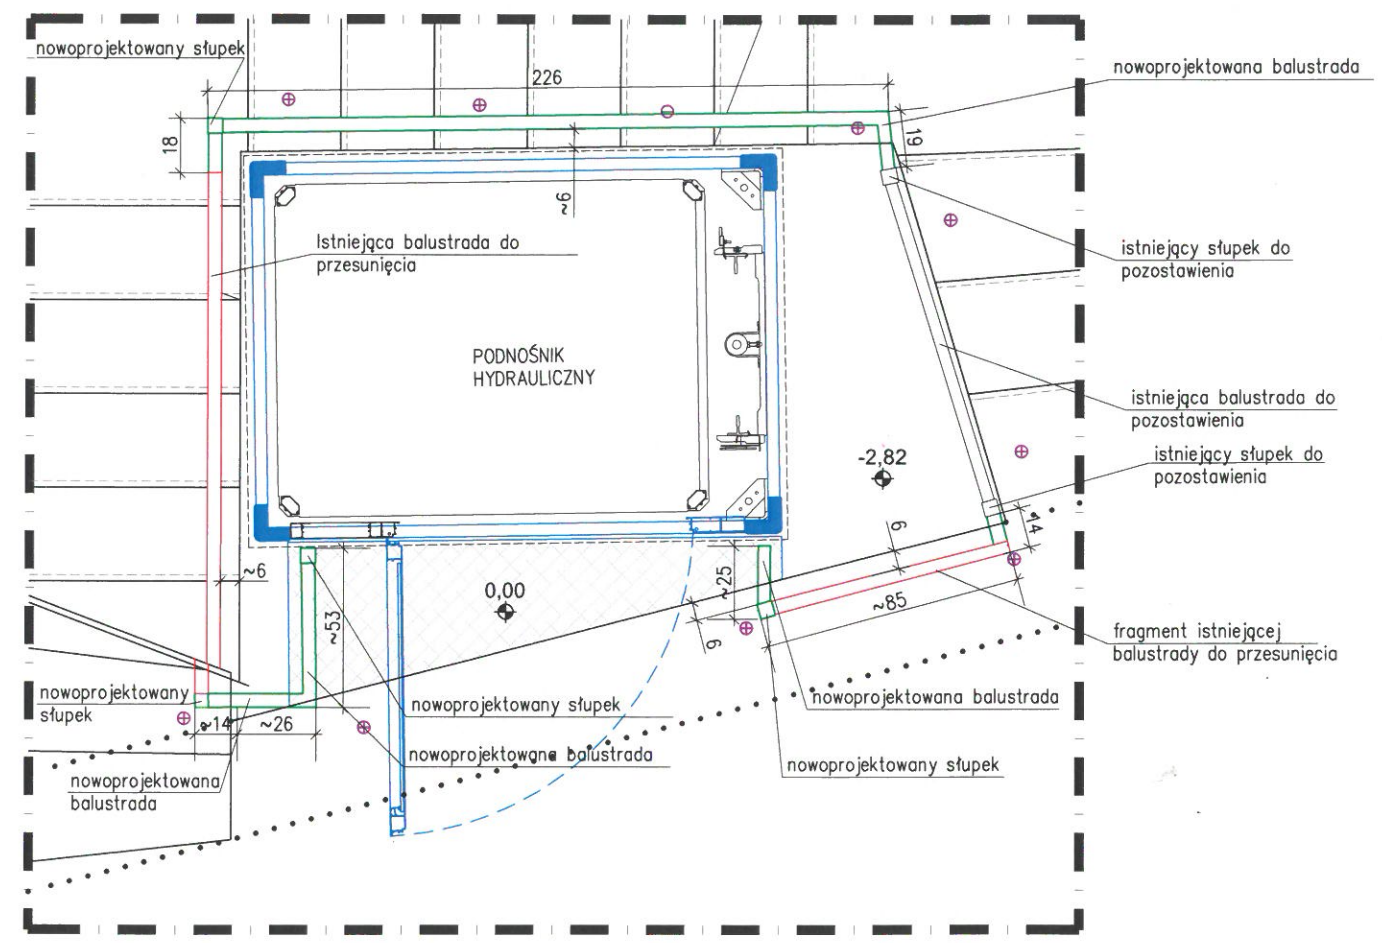 nowoprojektowany słupek
226
nowoprojektowana balustrada
18
19
~6
Istniejąca balustrada do
przesunięcia
istniejący słupek do
pozostawienia
PODNOŚNIK
HYDRAULICZNY
istniejąca balustrada do
pozostawienia
-2,82
istniejący słupek do
pozostawienia
6
14
~6
0,00
~25
~85
~53
6
fragment istniejącej
balustrady do przesunięcia
nowoprojektowany
słupek
nowoprojektowany słupek
nowoprojektowana balustrada
~14
~26
nowoprojektowana balustrada
nowoprojektowany słupek
nowoprojektowana
balustrada